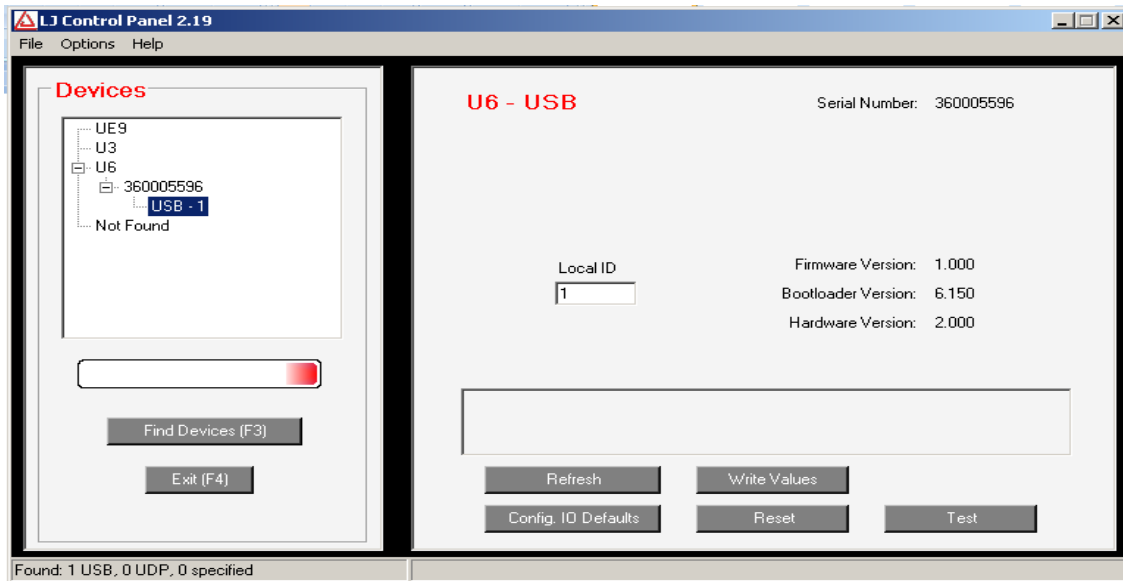 LJ Control Panel 2.19
File Options Help
Devices
UE9
U3
U6
360005596
USB - 1
Not Found
Find Devices (F3)
Exit (F4)
Found: 1 USB, 0 UDP, 0 specified
U6 - USB
Serial Number: 360005596
Local ID
1
Firmware Version: 1.000
Bootloader Version: 6.150
Hardware Version: 2.000
Refresh
Write Values
Config. IO Defaults
Reset
Test